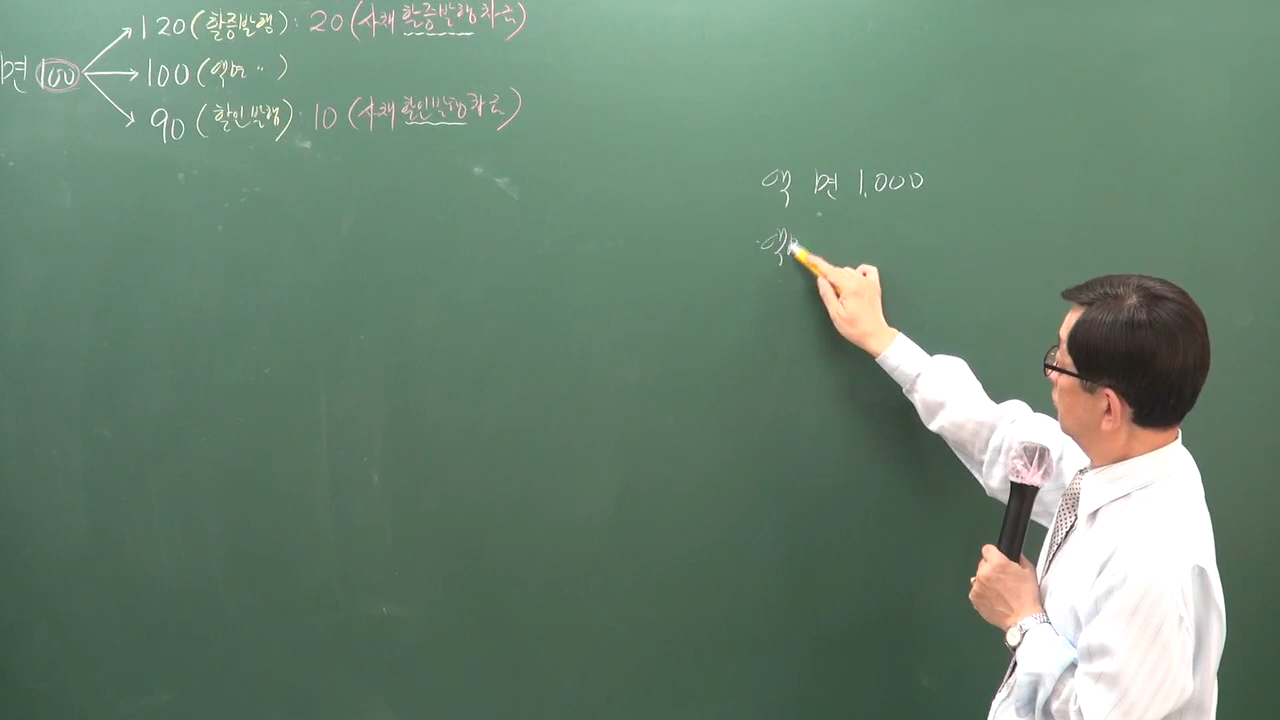 면 100
120 (할증발행) : 20 (사채 할증발행 차금)
100 (액면 〃 )
90 (할인발행) : 10 (사채 할인발행 차금)
액 면 1,000
액